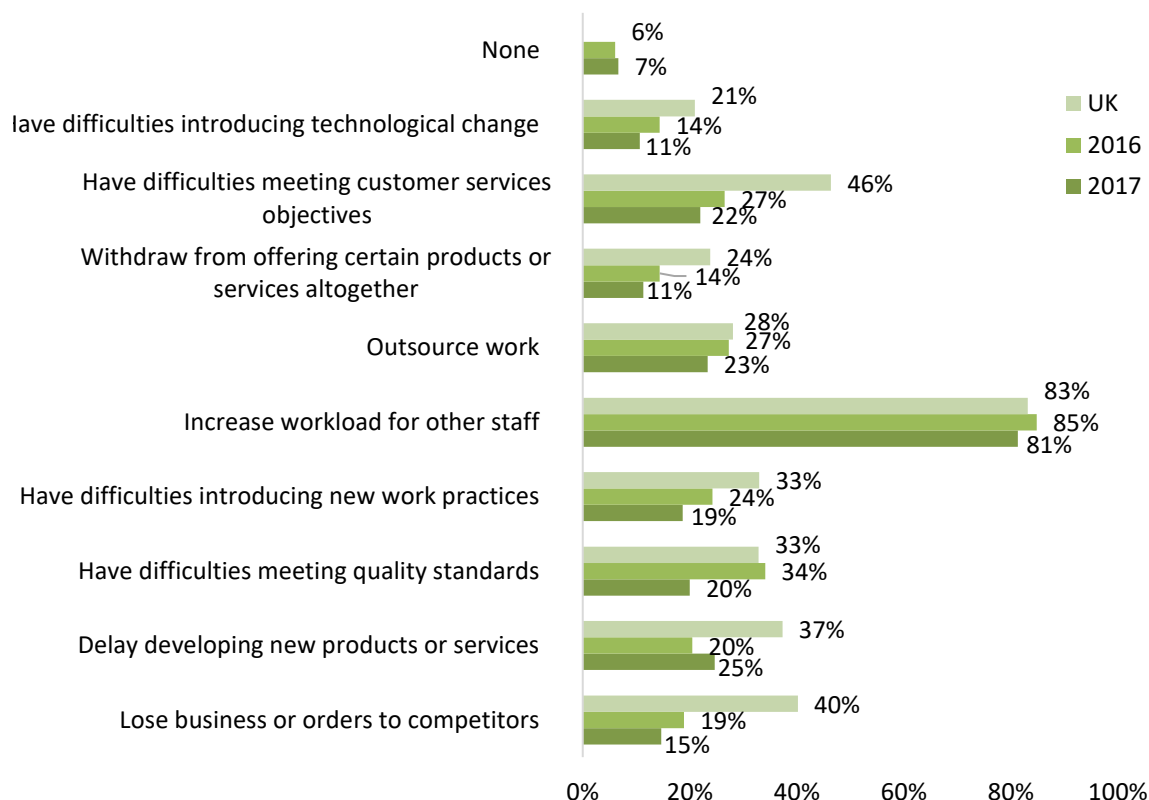 None
6%
7%
Have difficulties introducing technological change
21%
14%
11%
UK
2016
2017
Have difficulties meeting customer services
objectives
46%
27%
22%
Withdraw from offering certain products or
services altogether
24%
14%
11%
Outsource work
28%
27%
23%
Increase workload for other staff
83%
85%
81%
Have difficulties introducing new work practices
33%
24%
19%
Have difficulties meeting quality standards
33%
34%
20%
Delay developing new products or services
37%
20%
25%
Lose business or orders to competitors
40%
19%
15%
0% 20% 40% 60% 80% 100%